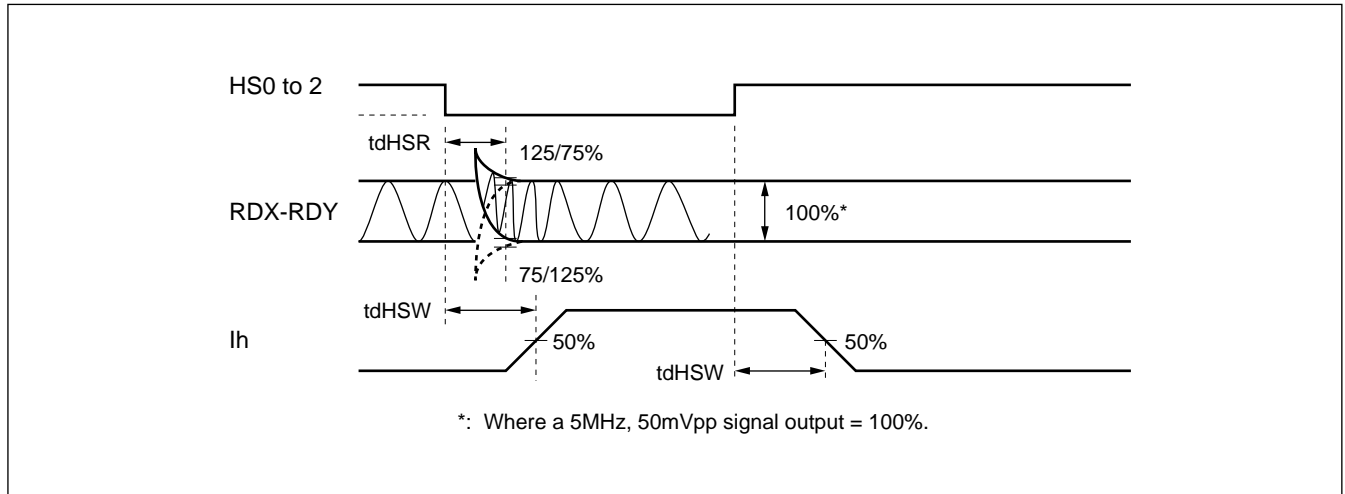 HS0 to 2
tdHSR
125/75%
RDX-RDY
100%*
75/125%
tdHSW
Ih
50%
50%
tdHSW
*: Where a 5MHz, 50mVpp signal output = 100%.